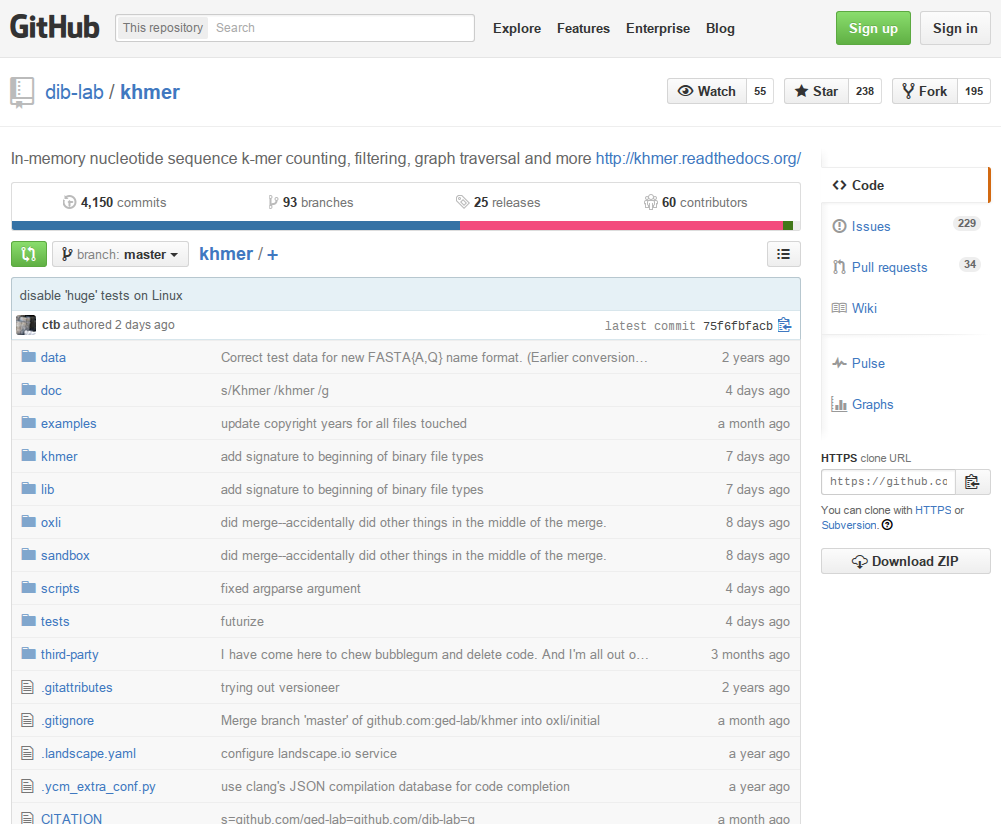 GitHub This repository Search Explore Features Enterprise Blog Sign up Sign in
dib-lab / khmer Watch 55 Star 238 Fork 195
In-memory nucleotide sequence k-mer counting, filtering, graph traversal and more http://khmer.readthedocs.org/
4,150 commits 93 branches 25 releases 60 contributors
branch: master khmer / +
disable 'huge' tests on Linux
ctb authored 2 days ago latest commit 75f6fbfacb
data Correct test data for new FASTA{A,Q} name format. (Earlier conversion… 2 years ago
doc s/Khmer /khmer /g 4 days ago
examples update copyright years for all files touched a month ago
khmer add signature to beginning of binary file types 7 days ago
lib add signature to beginning of binary file types 7 days ago
oxli did merge--accidentally did other things in the middle of the merge. 8 days ago
sandbox did merge--accidentally did other things in the middle of the merge. 8 days ago
scripts fixed argparse argument 4 days ago
tests futurize 4 days ago
third-party I have come here to chew bubblegum and delete code. And I'm all out o… 3 months ago
.gitattributes trying out versioneer 2 years ago
.gitignore Merge branch 'master' of github.com:ged-lab/khmer into oxli/initial a month ago
.landscape.yaml configure landscape.io service a year ago
.ycm_extra_conf.py use clang's JSON compilation database for code completion a year ago
CITATION s=github.com/ged-lab=github.com/dib-lab=g a month ago
Code
Issues 229
Pull requests 34
Wiki
Pulse
Graphs
HTTPS clone URL
https://github.cc
You can clone with HTTPS or
Subversion.
Download ZIP